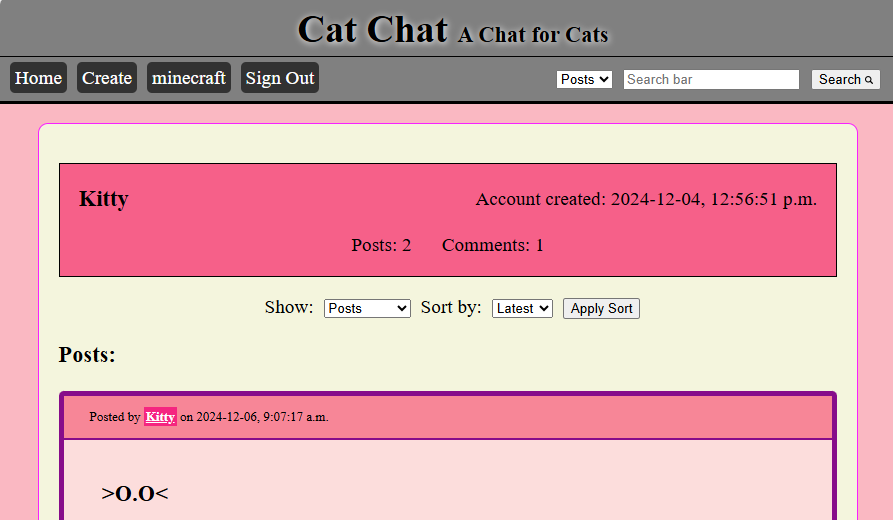 Cat Chat A Chat for Cats
Home Create minecraft Sign Out Posts Search bar Search
Kitty Account created: 2024-12-04, 12:56:51 p.m.
Posts: 2 Comments: 1
Show: Posts Sort by: Latest Apply Sort
Posts:
Posted by Kitty on 2024-12-06, 9:07:17 a.m.
>O.O<